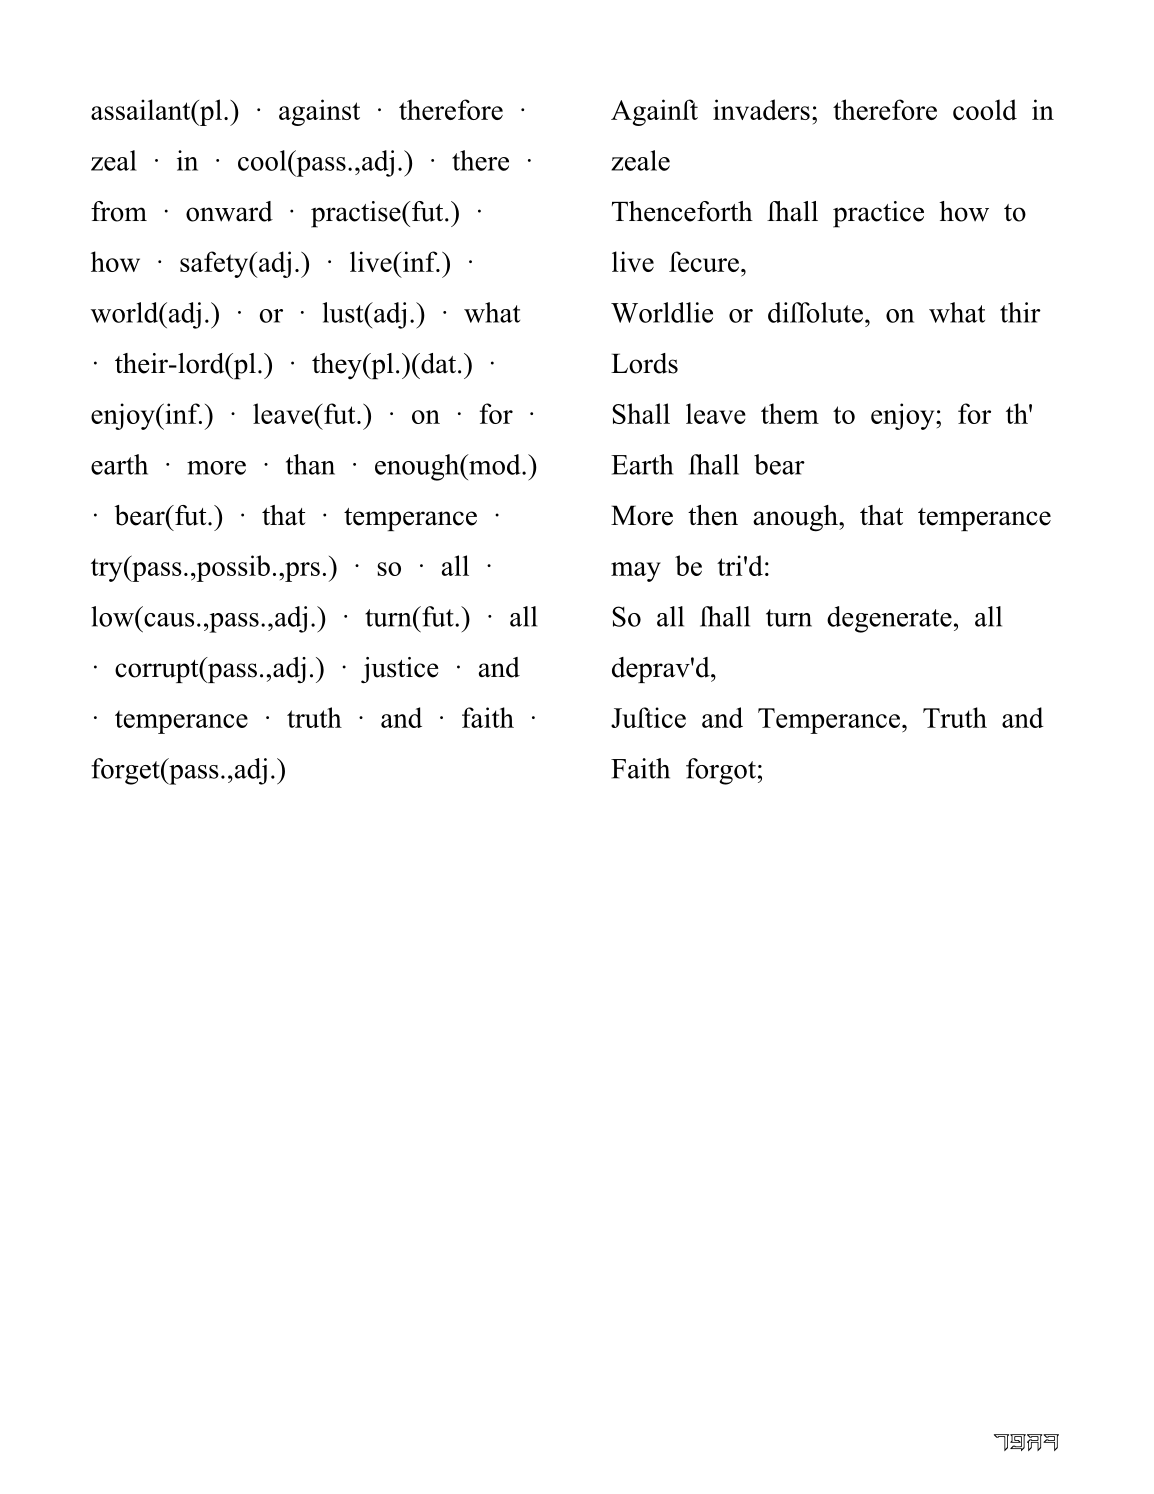 assailant(pl.) · against · therefore ·
zeal · in · cool(pass.,adj.) · there ·
from · onward · practise(fut.) ·
how · safety(adj.) · live(inf.) ·
world(adj.) · or · lust(adj.) · what
· their-lord(pl.) · they(pl.)(dat.) ·
enjoy(inf.) · leave(fut.) · on · for ·
earth · more · than · enough(mod.)
· bear(fut.) · that · temperance ·
try(pass.,possib.,prs.) · so · all ·
low(caus.,pass.,adj.) · turn(fut.) · all
· corrupt(pass.,adj.) · justice · and
· temperance · truth · and · faith ·
forget(pass.,adj.)
Againſt invaders; therefore coold in
zeale
Thenceforth ſhall practice how to
live ſecure,
Worldlie or diſſolute, on what thir
Lords
Shall leave them to enjoy; for th'
Earth ſhall bear
More then anough, that temperance
may be tri'd:
So all ſhall turn degenerate, all
deprav'd,
Juſtice and Temperance, Truth and
Faith forgot;